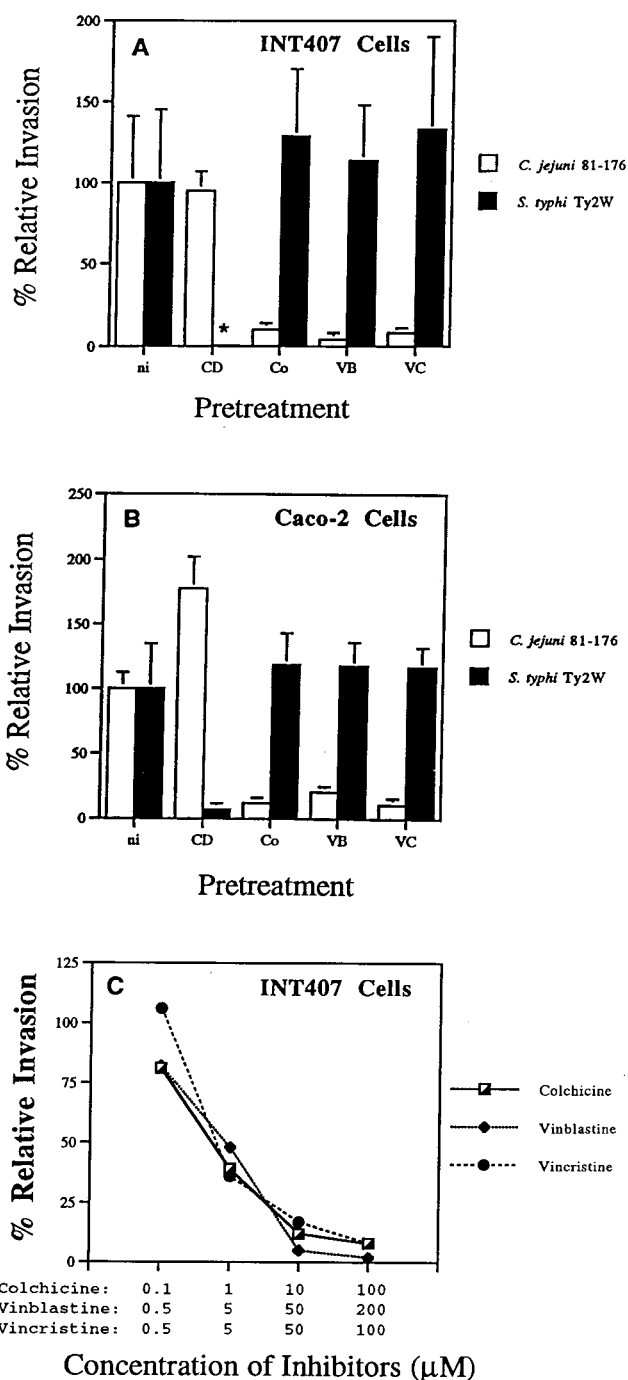 A INT407 Cells
200
150
100
50
0
% Relative Invasion
*
ni CD Co VB VC
Pretreatment
C. jejuni 81-176
S. typhi Ty2W
B Caco-2 Cells
250
200
150
100
50
0
% Relative Invasion
ni CD Co VB VC
Pretreatment
C. jejuni 81-176
S. typhi Ty2W
C INT407 Cells
125
100
75
50
25
0
% Relative Invasion
Colchicine
Vinblastine
Vincristine
Colchicine: 0.1 1 10 100
Vinblastine: 0.5 5 50 200
Vincristine: 0.5 5 50 100
Concentration of Inhibitors (μM)